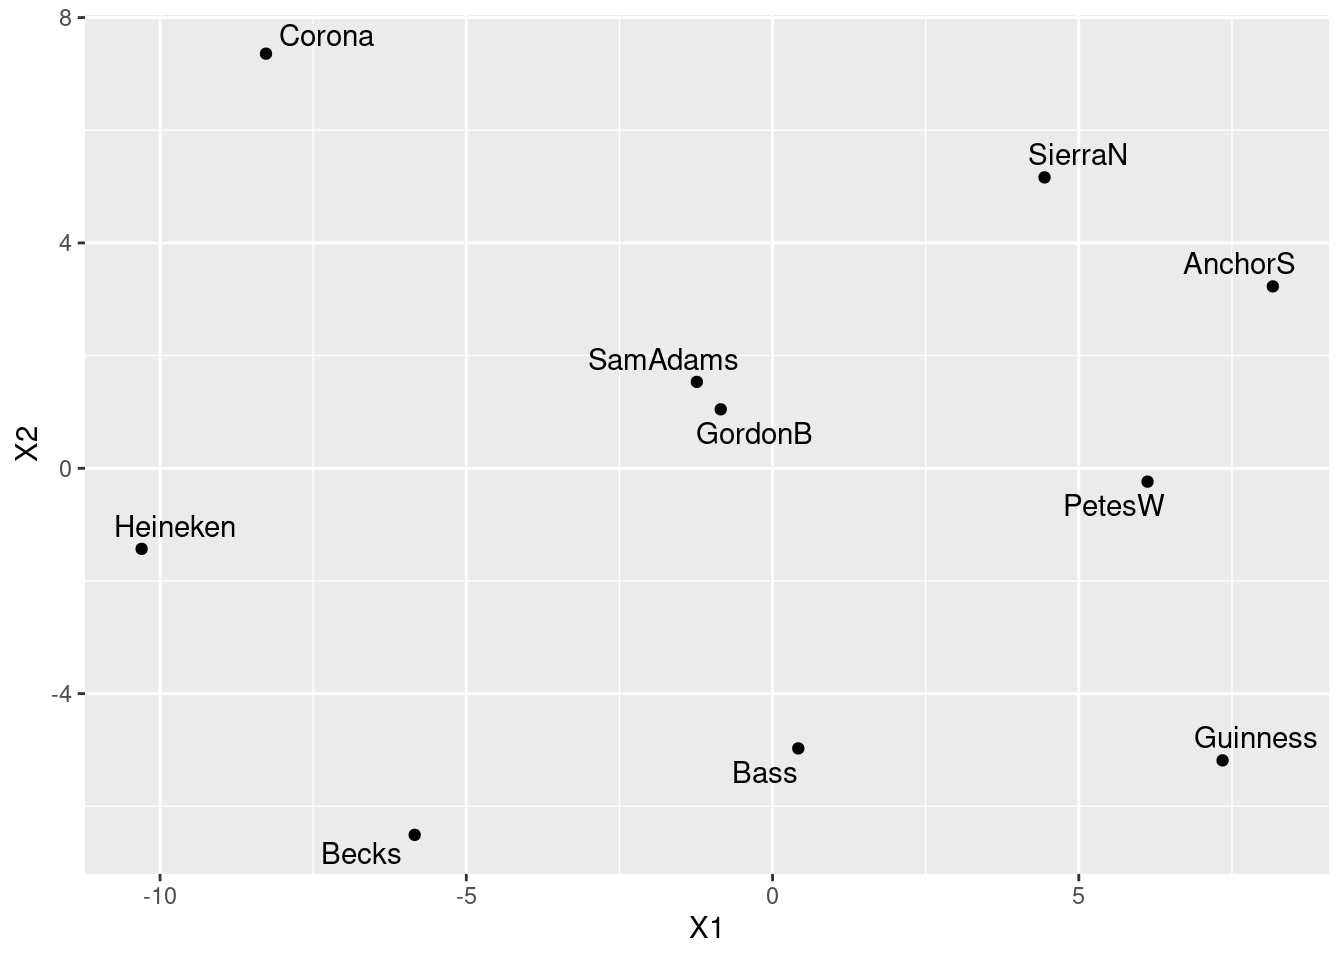 8
Corona
SierraN
4
AnchorS
SamAdams
GordonB
X2
0
PetesW
Heineken
-4
Guinness
Bass
Becks
-10
-5
0
5
X1